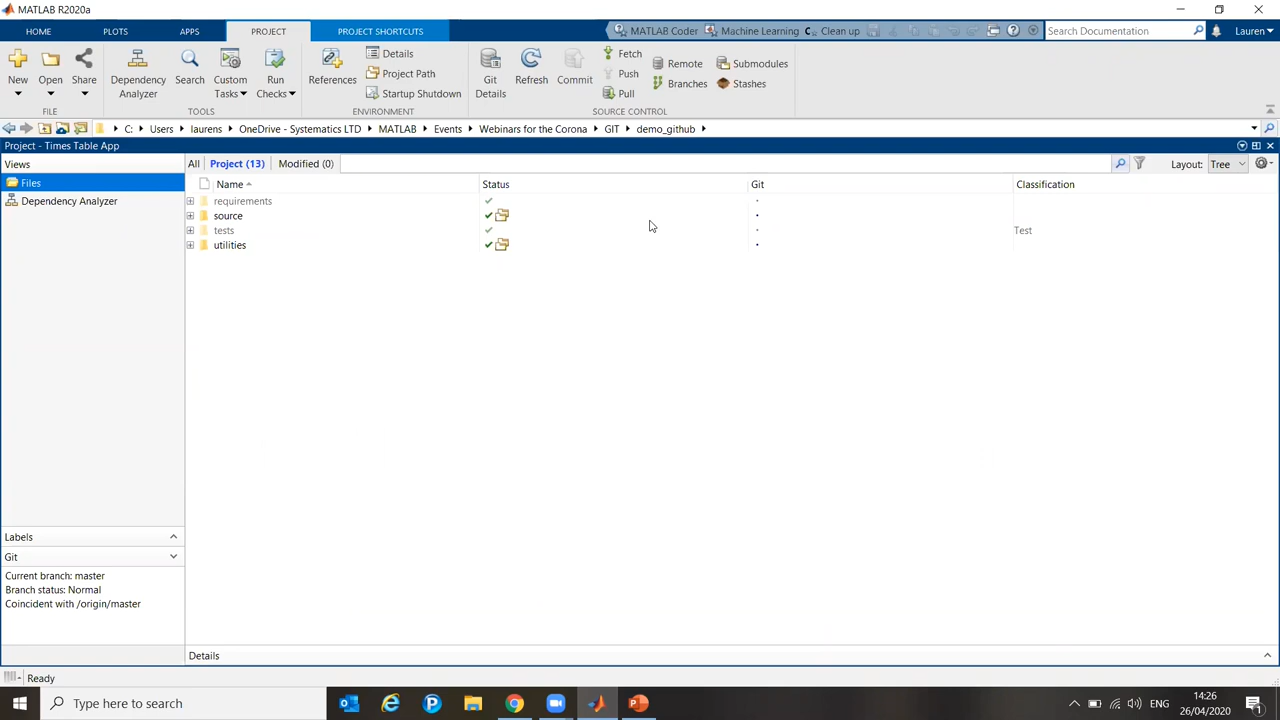 MATLAB R2020a
HOME PLOTS APPS PROJECT PROJECT SHORTCUTS MATLAB Coder Machine Learning Clean up Search Documentation Lauren
New Open Share Dependency Analyzer Search Custom Tasks Run Checks References Details Project Path Startup Shutdown Git Details Refresh Commit Fetch Push Pull Remote Branches Submodules Stashes
FILE TOOLS ENVIRONMENT SOURCE CONTROL
C: Users laurens OneDrive - Systematics LTD MATLAB Events Webinars for the Corona GIT demo_github
Project - Times Table App
Views All Project (13) Modified (0) Layout: Tree
Files Name Status Git Classification
Dependency Analyzer requirements
source
tests Test
utilities
Labels
Git
Current branch: master
Branch status: Normal
Coincident with /origin/master
Details
Ready
Type here to search ENG 14:26
26/04/2020 1